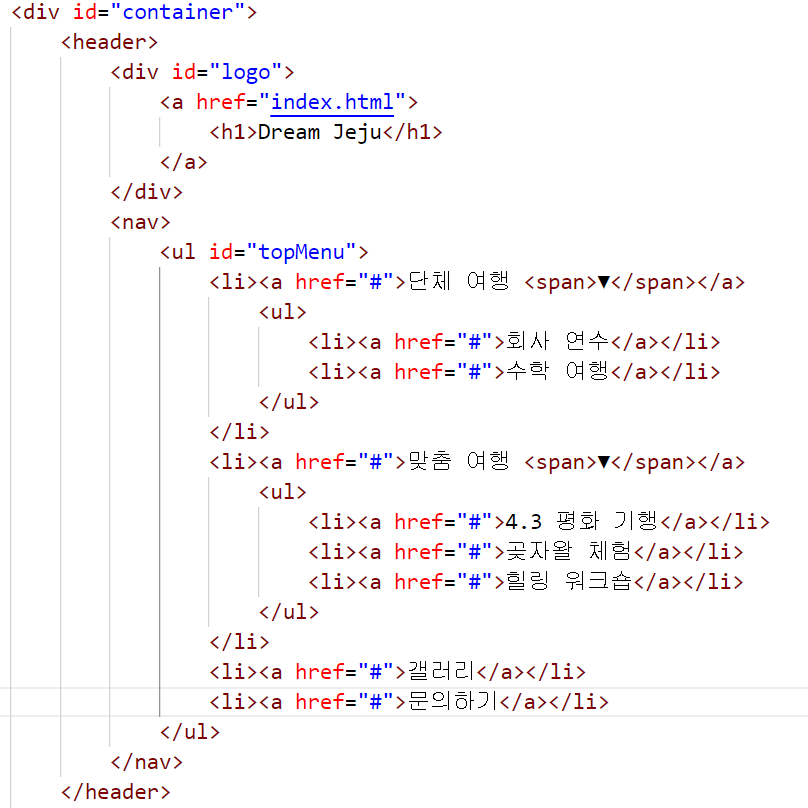 <div id="container">
    <header>
        <div id="logo">
            <a href="index.html">
                <h1>Dream Jeju</h1>
            </a>
        </div>
        <nav>
            <ul id="topMenu">
                <li><a href="#">단체 여행 <span>▼</span></a>
                    <ul>
                        <li><a href="#">회사 연수</a></li>
                        <li><a href="#">수학 여행</a></li>
                    </ul>
                </li>
                <li><a href="#">맞춤 여행 <span>▼</span></a>
                    <ul>
                        <li><a href="#">4.3 평화 기행</a></li>
                        <li><a href="#">곶자왈 체험</a></li>
                        <li><a href="#">힐링 워크숍</a></li>
                    </ul>
                </li>
                <li><a href="#">갤러리</a></li>
                <li><a href="#">문의하기</a></li>
            </ul>
        </nav>
    </header>